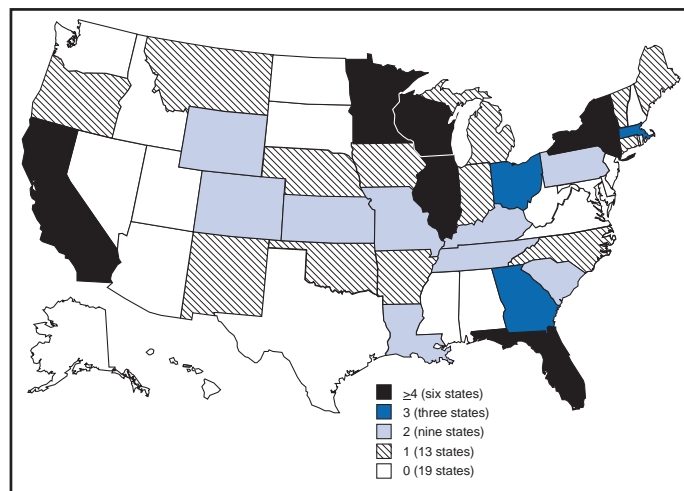 ≥4 (six states)
3 (three states)
2 (nine states)
1 (13 states)
0 (19 states)